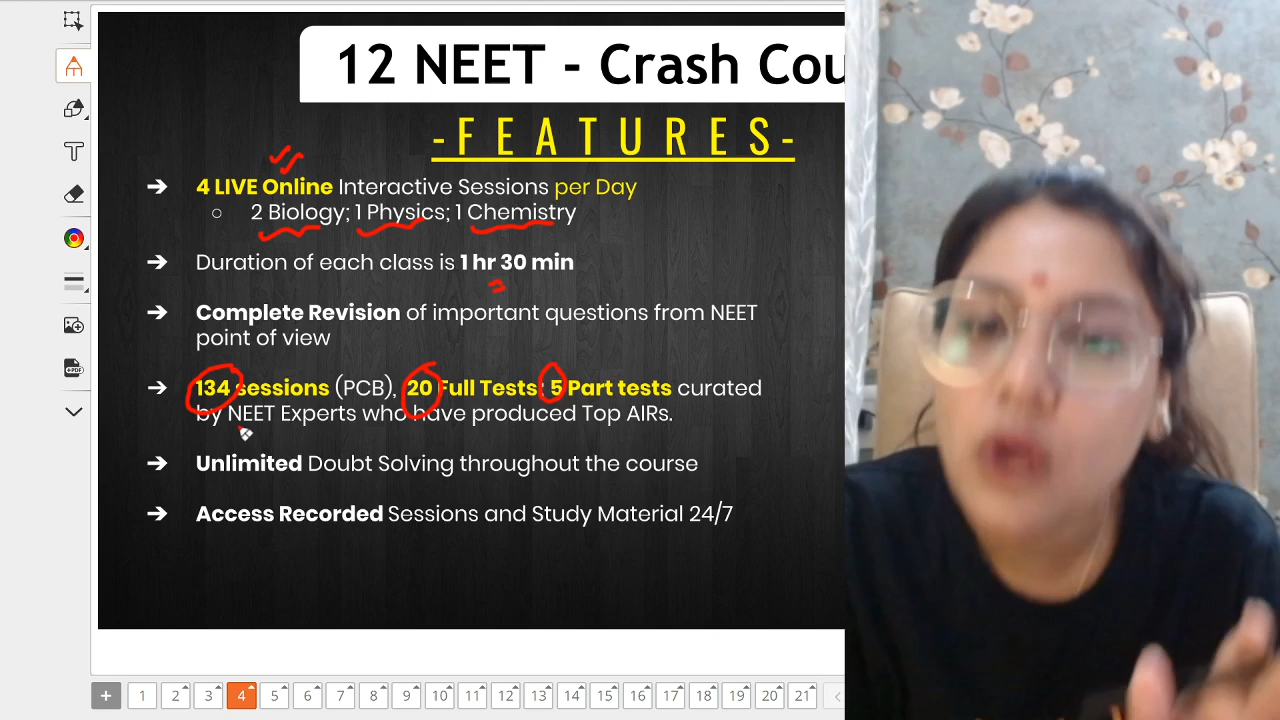 12 NEET - Crash Cou
-FEATURES-
➔ 4 LIVE Online Interactive Sessions per Day
○ 2 Biology; 1 Physics; 1 Chemistry
➔ Duration of each class is 1 hr 30 min
➔ Complete Revision of important questions from NEET
point of view
➔ 134 sessions (PCB), 20 Full Tests; 5 Part tests curated
by NEET Experts who have produced Top AIRs.
➔ Unlimited Doubt Solving throughout the course
➔ Access Recorded Sessions and Study Material 24/7
T
+PDF
+ 1 2 3 4 5 6 7 8 9 10 11 12 13 14 15 16 17 18 19 20 21